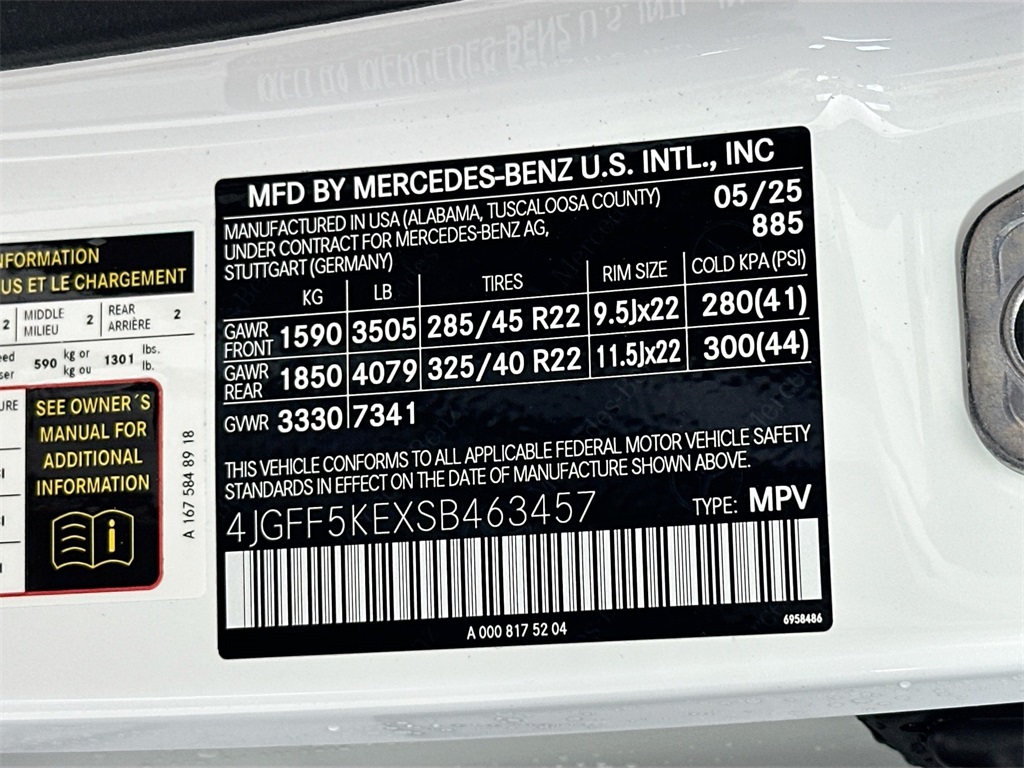 MFD BY MERCEDES-BENZ U.S. INTL., INC
MANUFACTURED IN USA (ALABAMA, TUSCALOOSA COUNTY) 05/25
UNDER CONTRACT FOR MERCEDES-BENZ AG, 885
STUTTGART (GERMANY)
KG LB TIRES RIM SIZE COLD KPA (PSI)
GAWR FRONT 1590 3505 285/45 R22 9.5Jx22 280(41)
GAWR REAR 1850 4079 325/40 R22 11.5Jx22 300(44)
GVWR 3330 7341
THIS VEHICLE CONFORMS TO ALL APPLICABLE FEDERAL MOTOR VEHICLE SAFETY
STANDARDS IN EFFECT ON THE DATE OF MANUFACTURE SHOWN ABOVE.
4JGFF5KEXSB463457 TYPE: MPV
A 000 817 52 04
6958486
US ET LE CHARGEMENT
2 MIDDLE MILIEU 2 REAR ARRIÈRE 2
590 kg or kg ou 1301 lbs. lb.
SEE OWNER´S
MANUAL FOR
ADDITIONAL
INFORMATION
A 167 584 89 18